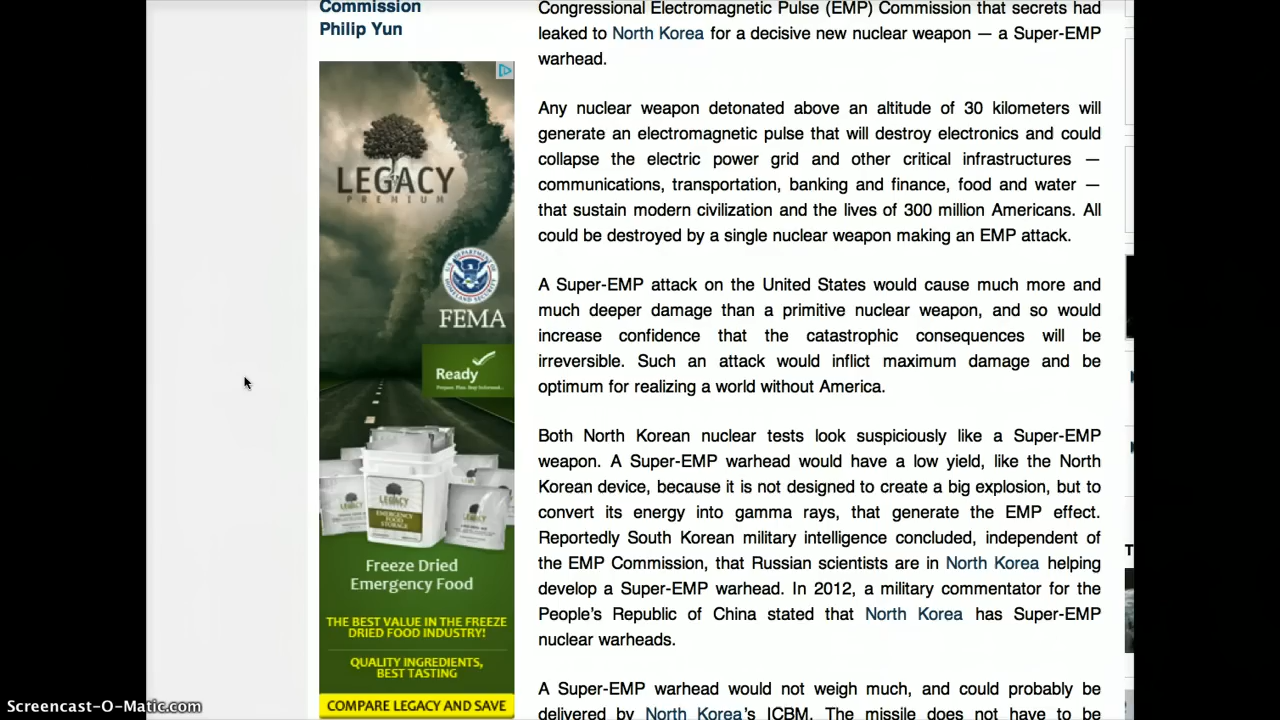 Commission
Philip Yun
LEGACY
PREMIUM
FEMA
Ready
LEGACY
EMERGENCY
FOOD
STORAGE
Freeze Dried
Emergency Food
THE BEST VALUE IN THE FREEZE
DRIED FOOD INDUSTRY!
QUALITY INGREDIENTS,
BEST TASTING
COMPARE LEGACY AND SAVE
Congressional Electromagnetic Pulse (EMP) Commission that secrets had
leaked to North Korea for a decisive new nuclear weapon — a Super-EMP
warhead.
Any nuclear weapon detonated above an altitude of 30 kilometers will
generate an electromagnetic pulse that will destroy electronics and could
collapse the electric power grid and other critical infrastructures —
communications, transportation, banking and finance, food and water —
that sustain modern civilization and the lives of 300 million Americans. All
could be destroyed by a single nuclear weapon making an EMP attack.
A Super-EMP attack on the United States would cause much more and
much deeper damage than a primitive nuclear weapon, and so would
increase confidence that the catastrophic consequences will be
irreversible. Such an attack would inflict maximum damage and be
optimum for realizing a world without America.
Both North Korean nuclear tests look suspiciously like a Super-EMP
weapon. A Super-EMP warhead would have a low yield, like the North
Korean device, because it is not designed to create a big explosion, but to
convert its energy into gamma rays, that generate the EMP effect.
Reportedly South Korean military intelligence concluded, independent of
the EMP Commission, that Russian scientists are in North Korea helping
develop a Super-EMP warhead. In 2012, a military commentator for the
People's Republic of China stated that North Korea has Super-EMP
nuclear warheads.
A Super-EMP warhead would not weigh much, and could probably be
delivered by North Korea's ICBM. The missile does not have to be
T
Screencast-O-Matic.com